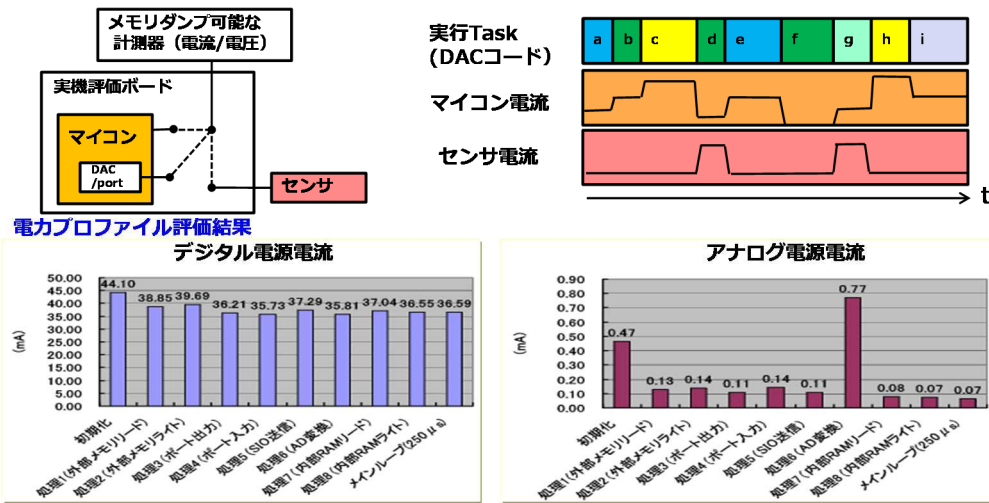 メモリダンプ可能な
計測器（電流/電圧）
実機評価ボード
マイコン
DAC
/port
センサ
実行Task
(DACコード）
a b c d e f g h i
マイコン電流
センサ電流
t
電力プロファイル評価結果
デジタル電源電流
(mA)
50.00
45.00
40.00
35.00
30.00
25.00
20.00
15.00
10.00
5.00
0.00
44.10 38.85 39.69 36.21 35.73 37.29 35.81 37.04 36.55 36.59
初期化
処理1(外部メモリリード)
処理2(外部メモリライト)
処理3(ポート出力)
処理4(ポート入力)
処理5(SIO送信)
処理6(AD変換)
処理7(内部RAMリード)
処理8(内部RAMライト)
メインループ(250μs)
アナログ電源電流
(mA)
0.90
0.80
0.70
0.60
0.50
0.40
0.30
0.20
0.10
0.00
0.47 0.13 0.14 0.11 0.14 0.11 0.77 0.08 0.07 0.07
初期化
処理1(外部メモリリード)
処理2(外部メモリライト)
処理3(ポート出力)
処理4(ポート入力)
処理5(SIO送信)
処理6(AD変換)
処理7(内部RAMリード)
処理8(内部RAMライト)
メインループ(250μs)